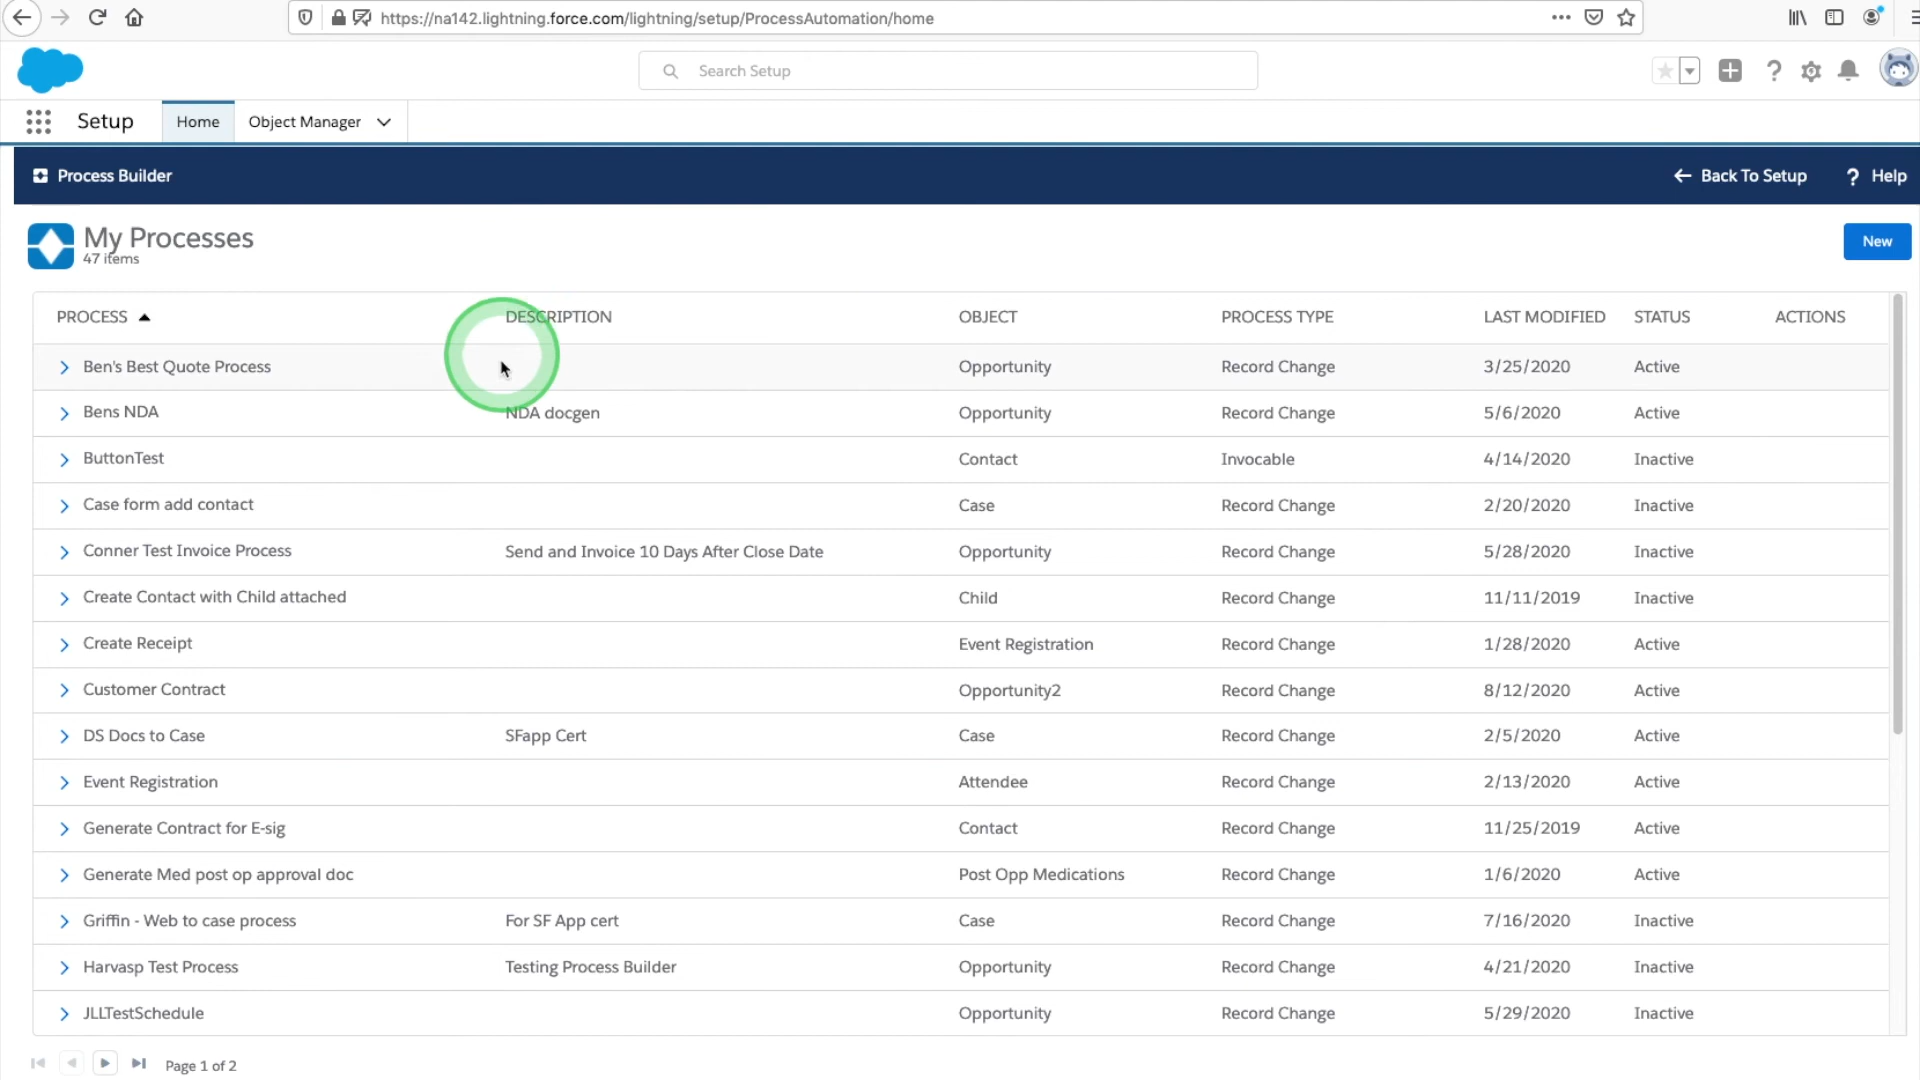 https://na142.lightning.force.com/lightning/setup/ProcessAutomation/home
Search Setup
Setup Home Object Manager
Process Builder Back To Setup ? Help
My Processes
47 items New
PROCESS DESCRIPTION OBJECT PROCESS TYPE LAST MODIFIED STATUS ACTIONS
Ben's Best Quote Process Opportunity Record Change 3/25/2020 Active
Bens NDA NDA docgen Opportunity Record Change 5/6/2020 Active
ButtonTest Contact Invocable 4/14/2020 Inactive
Case form add contact Case Record Change 2/20/2020 Inactive
Conner Test Invoice Process Send and Invoice 10 Days After Close Date Opportunity Record Change 5/28/2020 Inactive
Create Contact with Child attached Child Record Change 11/11/2019 Inactive
Create Receipt Event Registration Record Change 1/28/2020 Active
Customer Contract Opportunity2 Record Change 8/12/2020 Active
DS Docs to Case SFapp Cert Case Record Change 2/5/2020 Active
Event Registration Attendee Record Change 2/13/2020 Active
Generate Contract for E-sig Contact Record Change 11/25/2019 Active
Generate Med post op approval doc Post Opp Medications Record Change 1/6/2020 Active
Griffin - Web to case process For SF App cert Case Record Change 7/16/2020 Inactive
Harvasp Test Process Testing Process Builder Opportunity Record Change 4/21/2020 Inactive
JLLTestSchedule Opportunity Record Change 5/29/2020 Inactive
Page 1 of 2